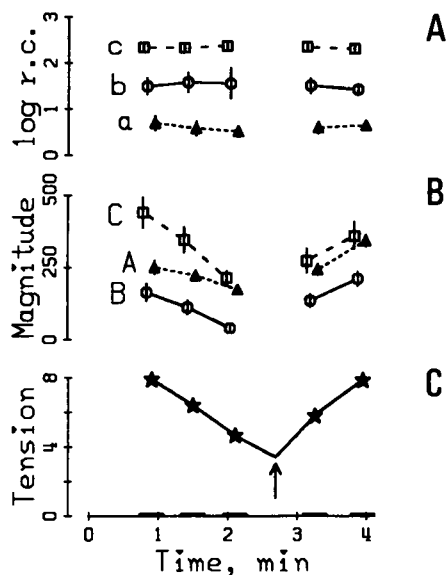 A
log r.c.
3
2
1
0
c
b
a
B
Magnitude
500
250
0
C
A
B
C
Tension
8
4
0
0 1 2 3 4
Time, min